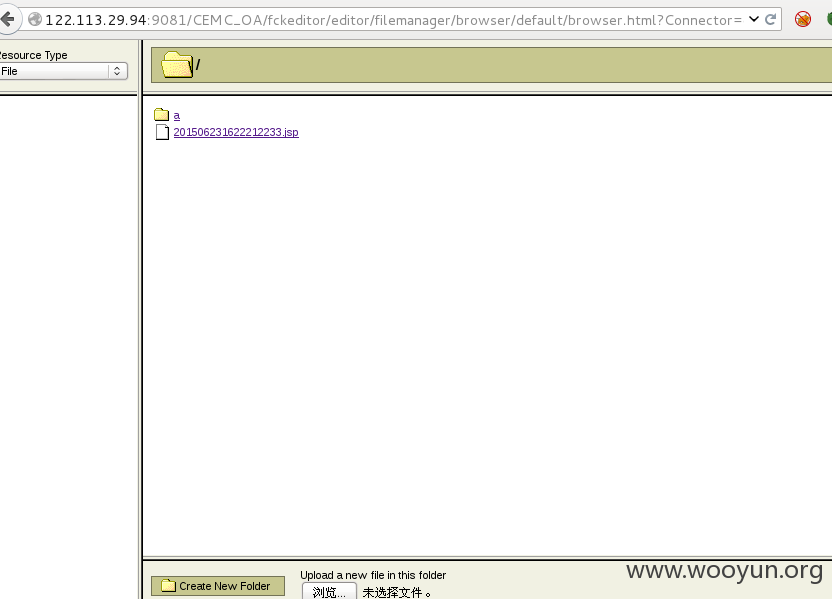 122.113.29.94:9081/CEMC_OA/fckeditor/editor/filemanager/browser/default/browser.html?Connector=
Resource Type
File
/
a
201506231622212233.jsp
Create New Folder
Upload a new file in this folder
浏览... 未选择文件。
www.wooyun.org